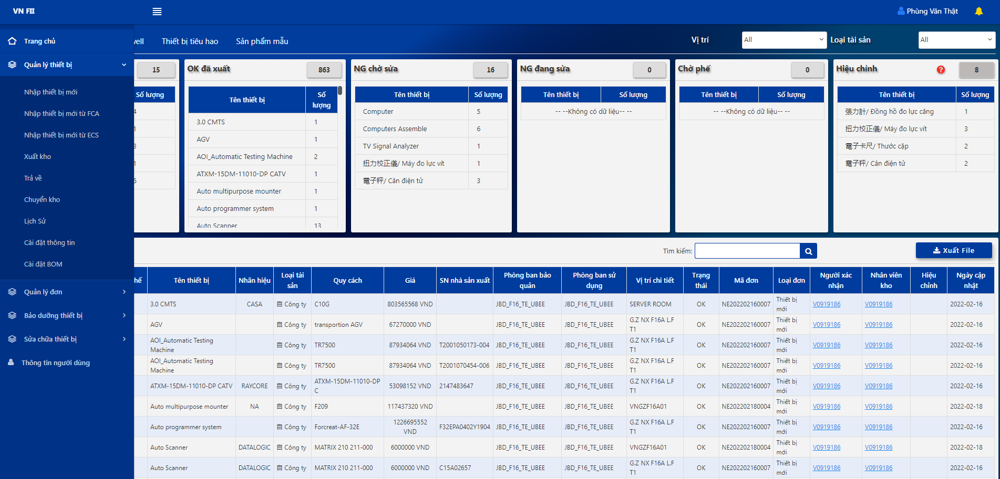 VN FII
Phùng Văn Thật
Trang chủ
Quản lý thiết bị
Nhập thiết bị mới
Nhập thiết bị mới từ FCA
Nhập thiết bị mới từ ECS
Xuất kho
Trả về
Chuyển kho
Lịch Sử
Cài đặt thông tin
Cài đặt BOM
Quản lý đơn
Bảo dưỡng thiết bị
Sửa chữa thiết bị
Thông tin người dùng
Thiết bị tiêu hao Sản phẩm mẫu
Vị trí All Loại tài sản All
15
Số lượng
OK đã xuất 863
Tên thiết bị Số lượng
3.0 CMTS 1
AGV 1
AOI_Automatic Testing Machine 2
ATXM-15DM-11010-DP CATV 1
Auto multipurpose mounter 1
Auto programmer system 1
Auto Scanner 13
NG chờ sửa 16
Tên thiết bị Số lượng
Computer 5
Computers Assemble 6
TV Signal Analyzer 1
扭力校正儀/ Máy đo lực vít 1
電子秤/ Cân điện tử 3
NG đang sửa 0
Tên thiết bị Số lượng
-- --Không có dữ liệu-- --
Chờ phế 0
Tên thiết bị Số lượng
-- --Không có dữ liệu-- --
Hiệu chỉnh ? 8
Tên thiết bị Số lượng
張力計/ Đồng hồ đo lực căng 1
扭力校正儀/ Máy đo lực vít 3
電子卡尺/ Thước cặp 2
電子秤/ Cân điện tử 2
Tìm kiếm: Xuất File
Tên thiết bị Nhãn hiệu Loại tài sản Quy cách Giá SN nhà sản xuất Phòng ban bảo quản Phòng ban sử dụng Vị trí chi tiết Trạng thái Mã đơn Loại đơn Người xác nhận Nhân viên kho Hiệu chỉnh Ngày cập nhật
3.0 CMTS CASA 自 Công ty C10G 803565568 VND JBD_F16_TE_UBEE JBD_F16_TE_UBEE SERVER ROOM OK NE202202160007 Thiết bị mới V0919186 V0919186 2022-02-16
AGV 自 Công ty transportion AGV 67270000 VND JBD_F16_TE_UBEE JBD_F16_TE_UBEE G.Z NX F16A L.F T1 OK NE202202160007 Thiết bị mới V0919186 V0919186 2022-02-16
AOI_Automatic Testing Machine 自 Công ty TR7500 87934064 VND T2001050173-004 JBD_F16_TE_UBEE JBD_F16_TE_UBEE G.Z NX F16A L.F T1 OK NE202202160007 Thiết bị mới V0919186 V0919186 2022-02-16
AOI_Automatic Testing Machine 自 Công ty TR7500 87934064 VND T2001070454-006 JBD_F16_TE_UBEE JBD_F16_TE_UBEE G.Z NX F16A L.F T1 OK NE202202160007 Thiết bị mới V0919186 V0919186 2022-02-16
ATXM-15DM-11010-DP CATV RAYCORE 自 Công ty ATXM-15DM-11010-DP C 53098152 VND 2147483647 JBD_F16_TE_UBEE JBD_F16_TE_UBEE G.Z NX F16A L.F T1 OK NE202202160007 Thiết bị mới V0919186 V0919186 2022-02-16
Auto multipurpose mounter NA 自 Công ty F209 117437320 VND JBD_F16_TE_UBEE JBD_F16_TE_UBEE VNGZF16A01 OK NE202202180004 Thiết bị mới V0919186 V0919186 2022-02-18
Auto programmer system 自 Công ty Forcreat-AF-32E 1226695552 VND F32EPA0402Y1904 JBD_F16_TE_UBEE JBD_F16_TE_UBEE G.Z NX F16A L.F T1 OK NE202202160007 Thiết bị mới V0919186 V0919186 2022-02-16
Auto Scanner DATALOGIC 自 Công ty MATRIX 210 211-000 6000000 VND JBD_F16_TE_UBEE JBD_F16_TE_UBEE VNGZF16A01 OK NE202202180004 Thiết bị mới V0919186 V0919186 2022-02-18
Auto Scanner DATALOGIC 自 Công ty MATRIX 210 211-000 6000000 VND C15A02657 JBD_F16_TE_UBEE JBD_F16_TE_UBEE G.Z NX F16A L.F T1 OK NE202202160007 Thiết bị mới V0919186 V0919186 2022-02-16